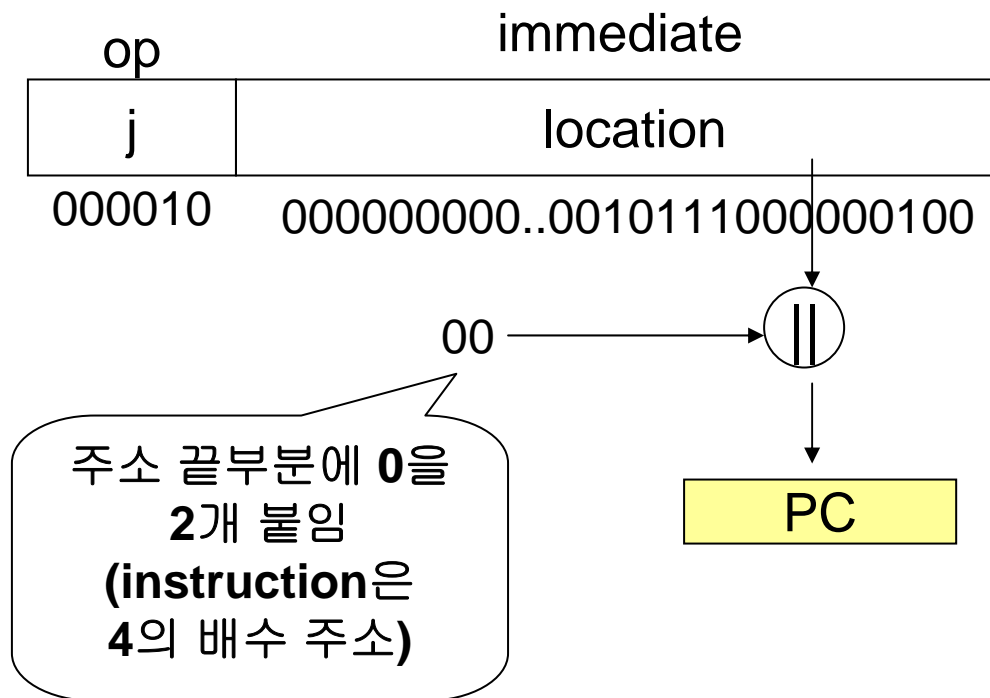 op
immediate
j
location
000010
000000000..0010111000000100
00
||
주소 끝부분에 0을
2개 붙임
(instruction은
4의 배수 주소)
PC